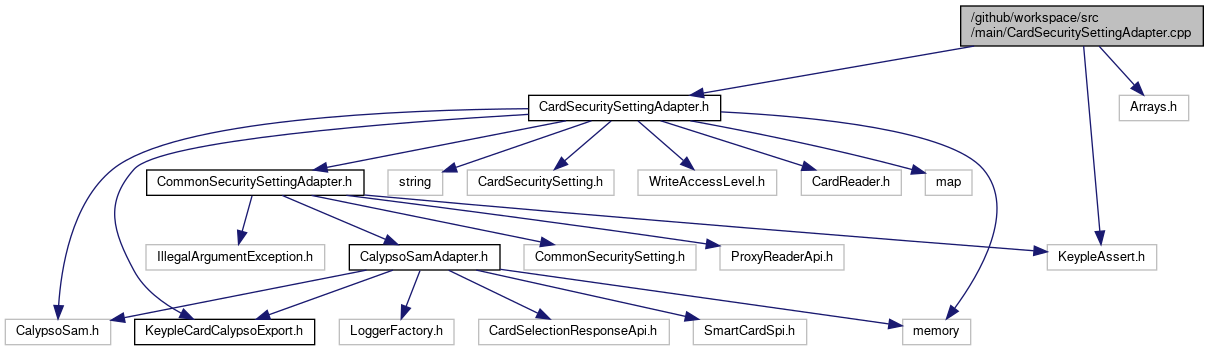 /github/workspace/src
/main/CardSecuritySettingAdapter.cpp
CardSecuritySettingAdapter.h
Arrays.h
CommonSecuritySettingAdapter.h
string
CardSecuritySetting.h
WriteAccessLevel.h
CardReader.h
map
IllegalArgumentException.h
CalypsoSamAdapter.h
CommonSecuritySetting.h
ProxyReaderApi.h
KeypleAssert.h
CalypsoSam.h
KeypleCardCalypsoExport.h
LoggerFactory.h
CardSelectionResponseApi.h
SmartCardSpi.h
memory